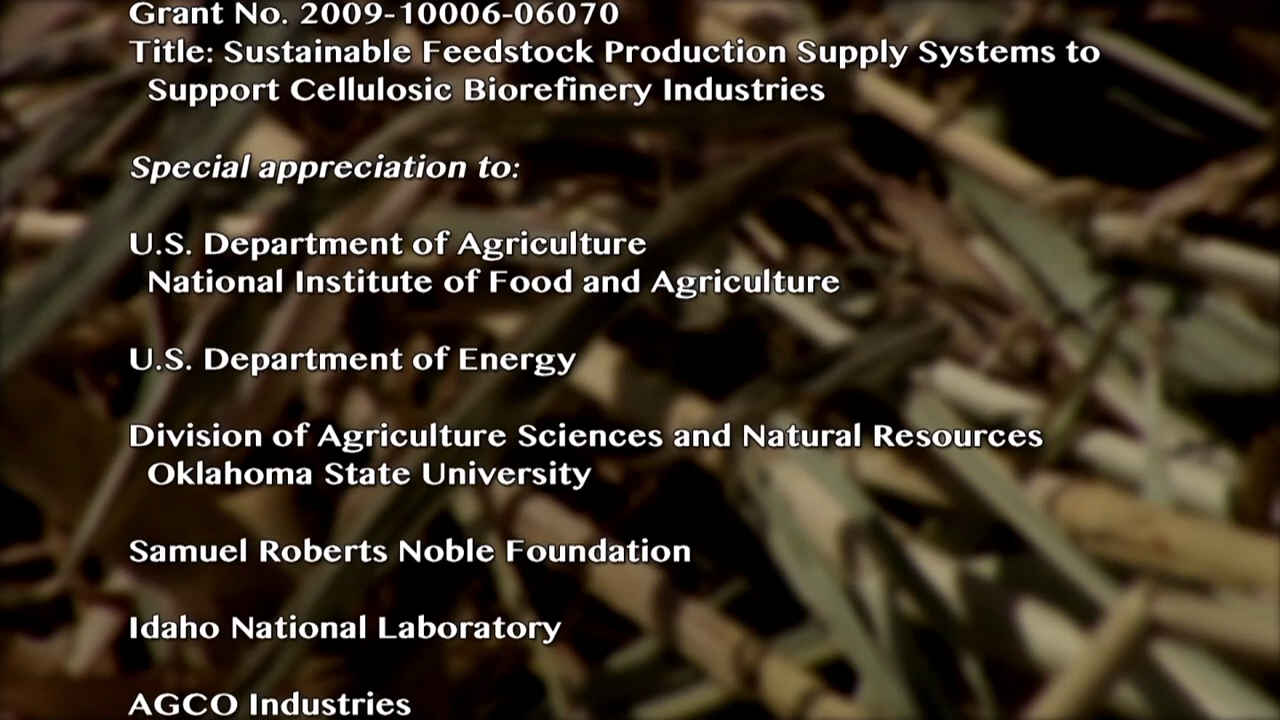 Grant No. 2009-10006-06070
Title: Sustainable Feedstock Production Supply Systems to
Support Cellulosic Biorefinery Industries
Special appreciation to:
U.S. Department of Agriculture
National Institute of Food and Agriculture
U.S. Department of Energy
Division of Agriculture Sciences and Natural Resources
Oklahoma State University
Samuel Roberts Noble Foundation
Idaho National Laboratory
AGCO Industries